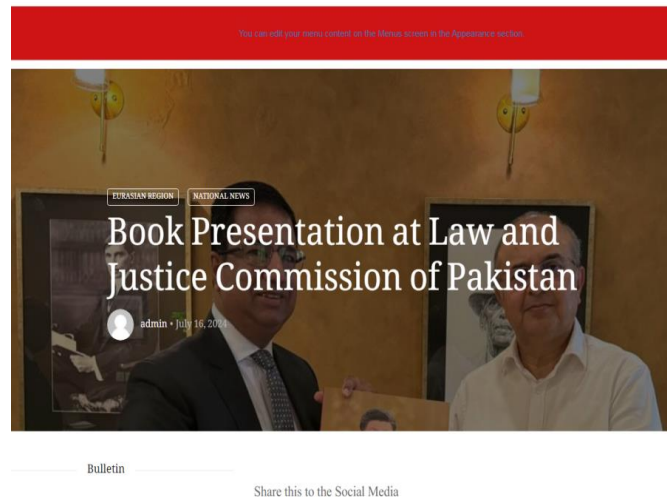 You can edit your menu content on the Menus screen in the Appearance section.
EURASIAN REGION NATIONAL NEWS
Book Presentation at Law and
Justice Commission of Pakistan
admin • July 16, 2024
Bulletin
Share this to the Social Media